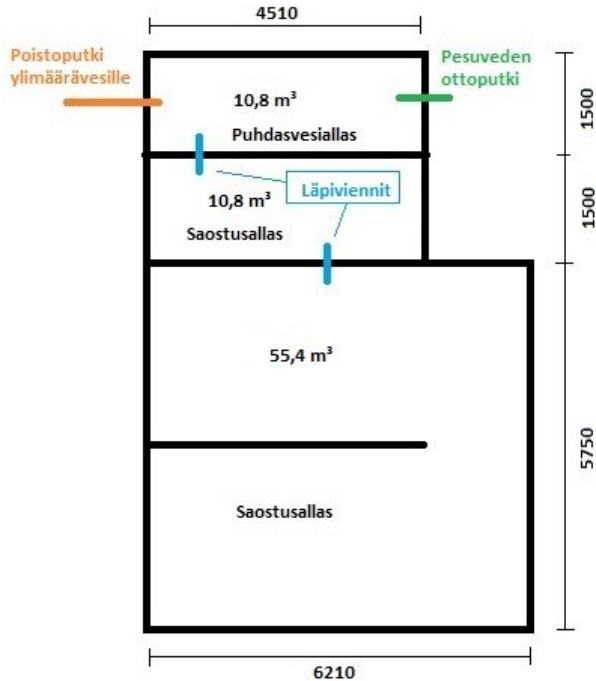 4510
Poistoputki
ylimäärävesille
Pesuveden
ottoputki
10,8 m³
1500
Puhdasvesiallas
Läpiviennit
10,8 m³
1500
Saostusallas
55,4 m³
5750
Saostusallas
6210